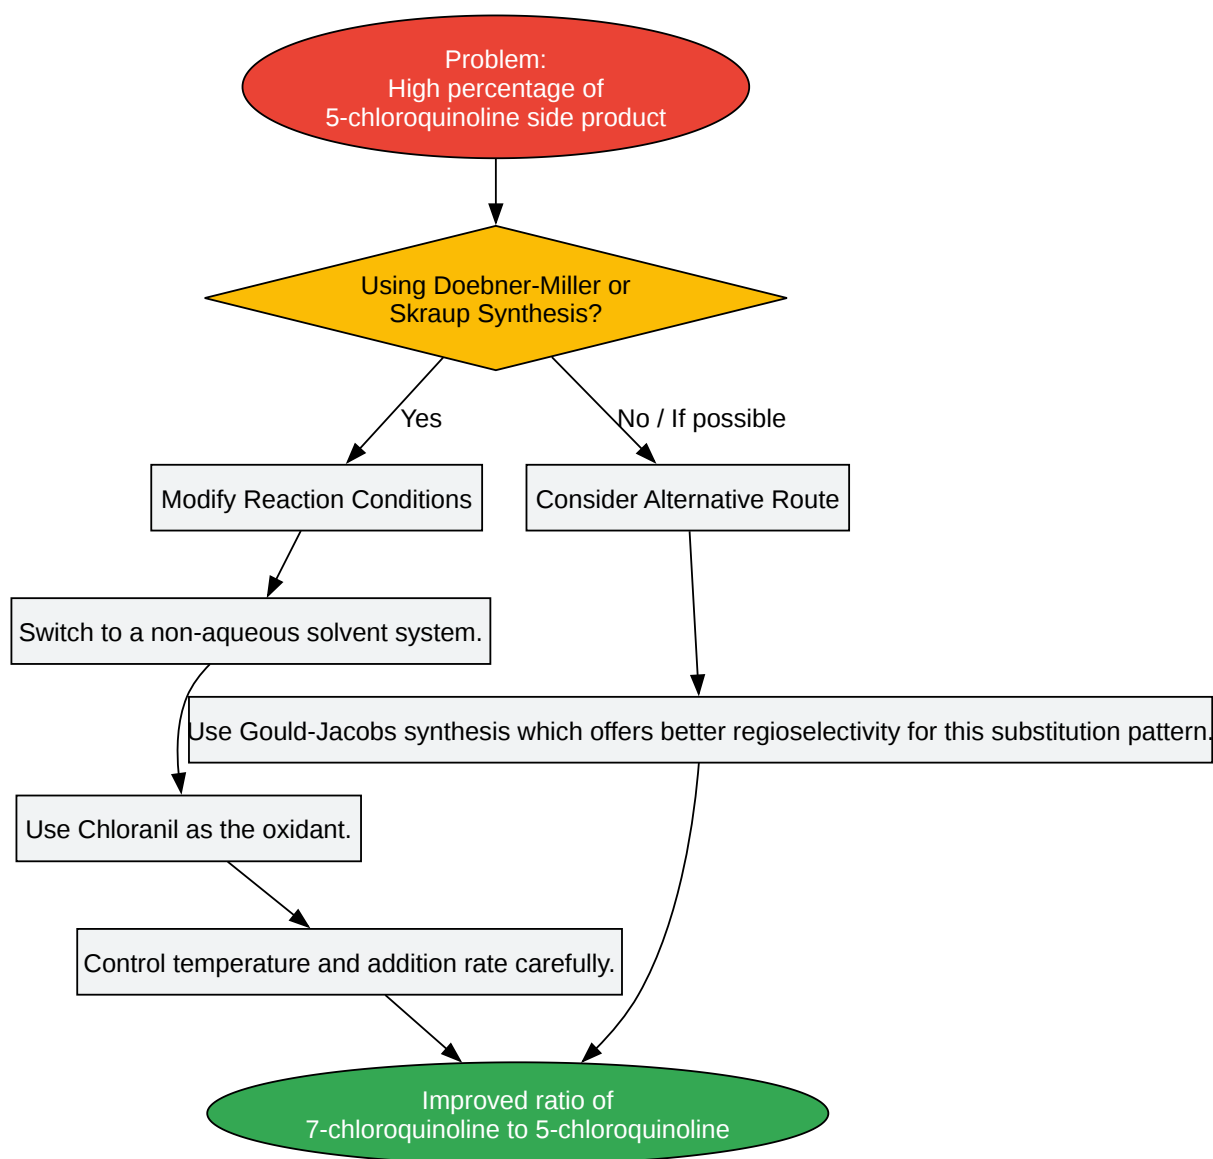 Problem:
High percentage of
5-chloroquinoline side product
Using Doebner-Miller or
Skraup Synthesis?
Yes
No / If possible
Modify Reaction Conditions
Consider Alternative Route
Switch to a non-aqueous solvent system.
Use Gould-Jacobs synthesis which offers better regioselectivity for this substitution pattern.
Use Chloranil as the oxidant.
Control temperature and addition rate carefully.
Improved ratio of
7-chloroquinoline to 5-chloroquinoline